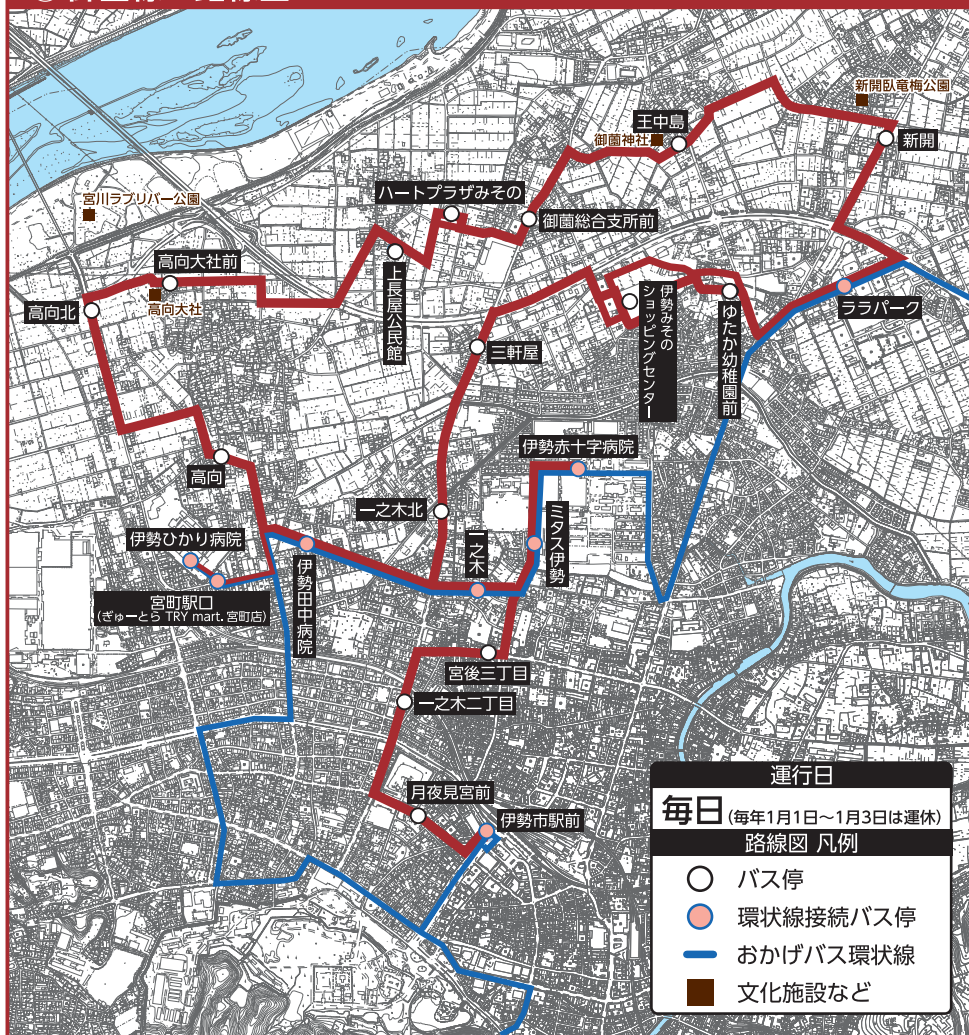 新開臥竜梅公園
王中島
御薗神社
新開
宮川ラブリバー公園
ハートプラザみその
御薗総合支所前
高向大社前
高向北
高向大社
上長屋公民館
伊勢みその
ショッピングセンター
ゆたか幼稚園前
ララパーク
三軒屋
高向
伊勢赤十字病院
一之木北
一之木
ミタス伊勢
伊勢ひかり病院
伊勢田中病院
宮町駅口
(ぎゅーとら TRY mart. 宮町店)
宮後三丁目
一之木二丁目
月夜見宮前
伊勢市駅前
運行日
毎日 (毎年1月1日~1月3日は運休)
路線図 凡例
バス停
環状線接続バス停
おかげバス環状線
文化施設など